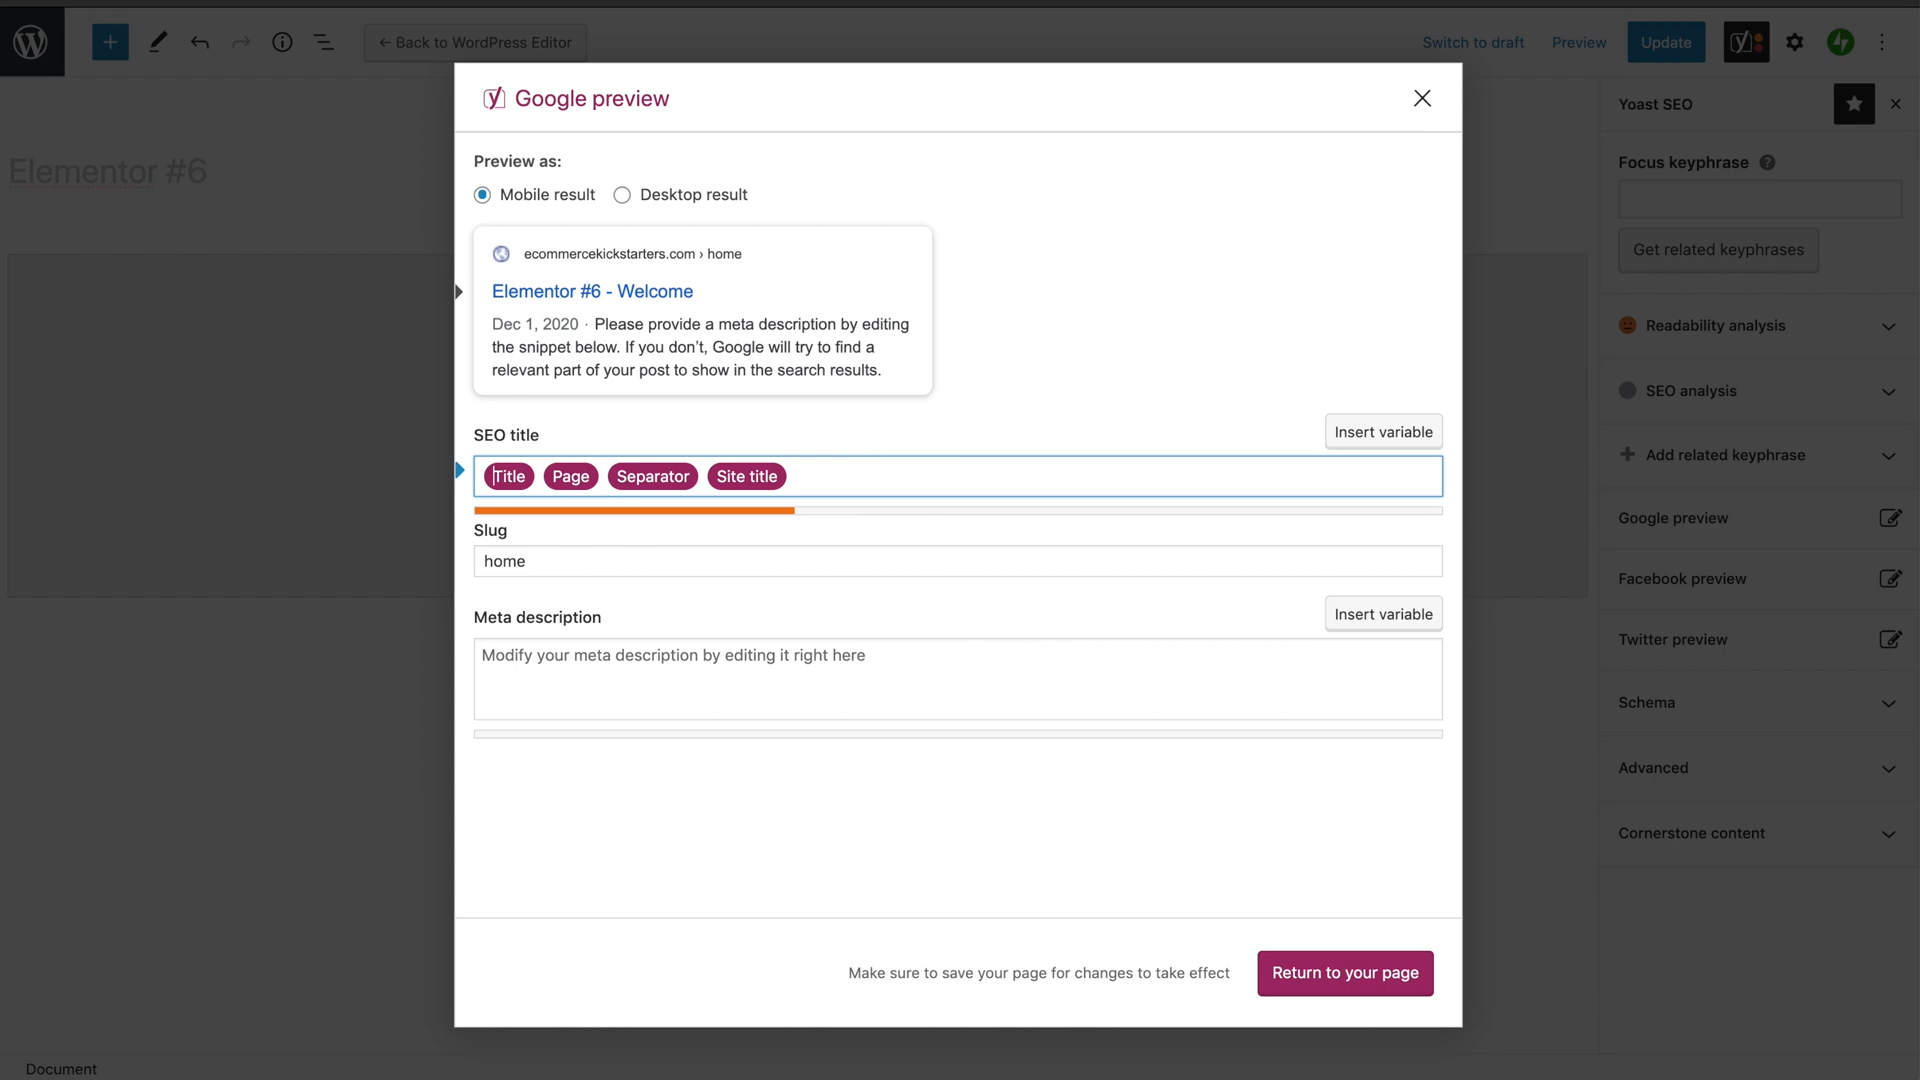 ← Back to WordPress Editor
Switch to draft
Preview
Update
Google preview
Yoast SEO
Elementor #6
Preview as:
Focus keyphrase
Mobile result
Desktop result
ecommercekickstarters.com › home
Get related keyphrases
Elementor #6 - Welcome
Dec 1, 2020 · Please provide a meta description by editing
the snippet below. If you don’t, Google will try to find a
relevant part of your post to show in the search results.
Readability analysis
SEO analysis
SEO title
Insert variable
Add related keyphrase
Title Page Separator Site title
Google preview
Slug
home
Facebook preview
Meta description
Insert variable
Twitter preview
Modify your meta description by editing it right here
Schema
Advanced
Cornerstone content
Make sure to save your page for changes to take effect
Return to your page
Document